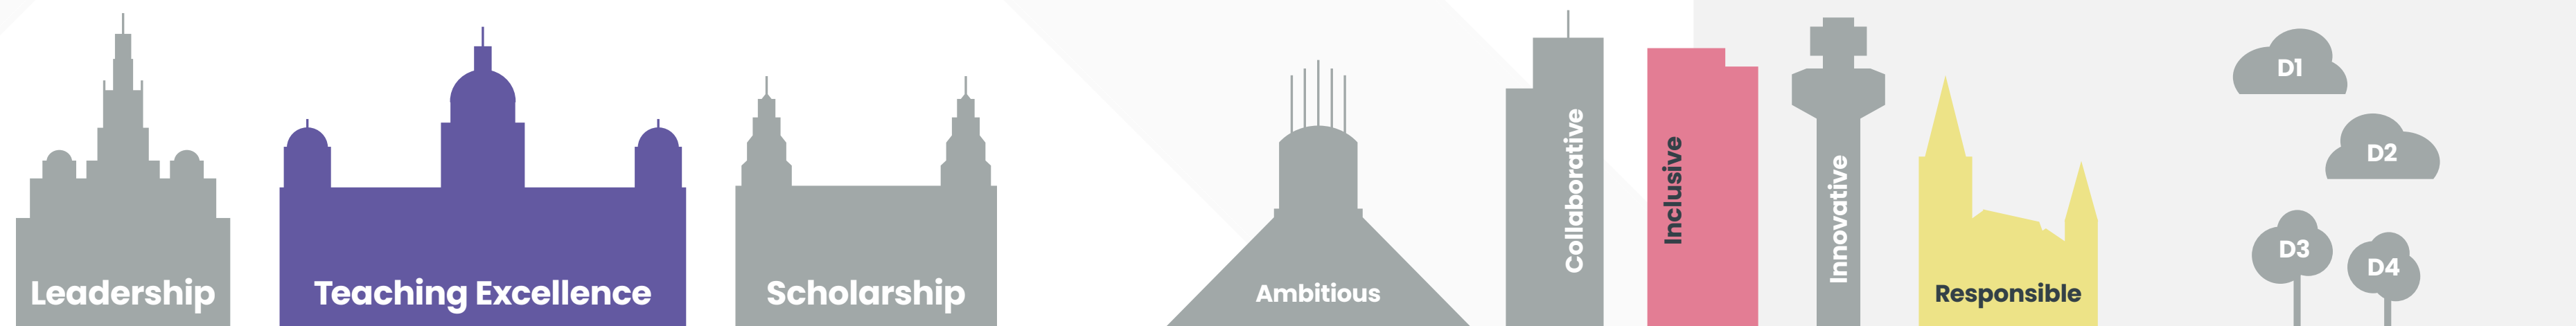 Leadership
Teaching Excellence
Scholarship
Ambitious
Collaborative
Inclusive
Innovative
Responsible
D1
D2
D3
D4